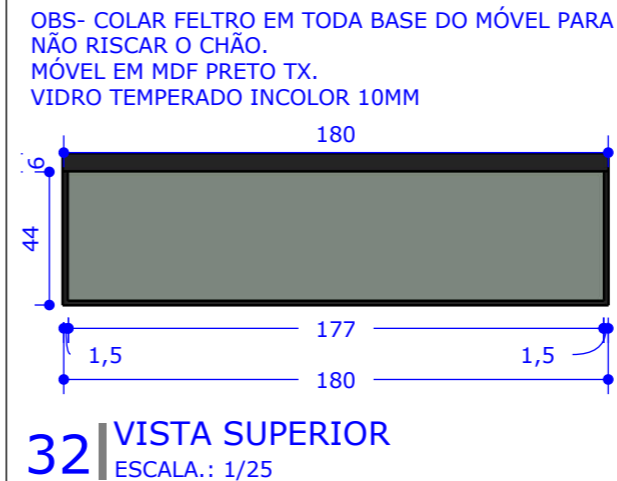 OBS- COLAR FELTRO EM TODA BASE DO MÓVEL PARA
NÃO RISCAR O CHÃO.
MÓVEL EM MDF PRETO TX.
VIDRO TEMPERADO INCOLOR 10MM
180
6
44
177
1,5
1,5
180
32
VISTA SUPERIOR
ESCALA.: 1/25